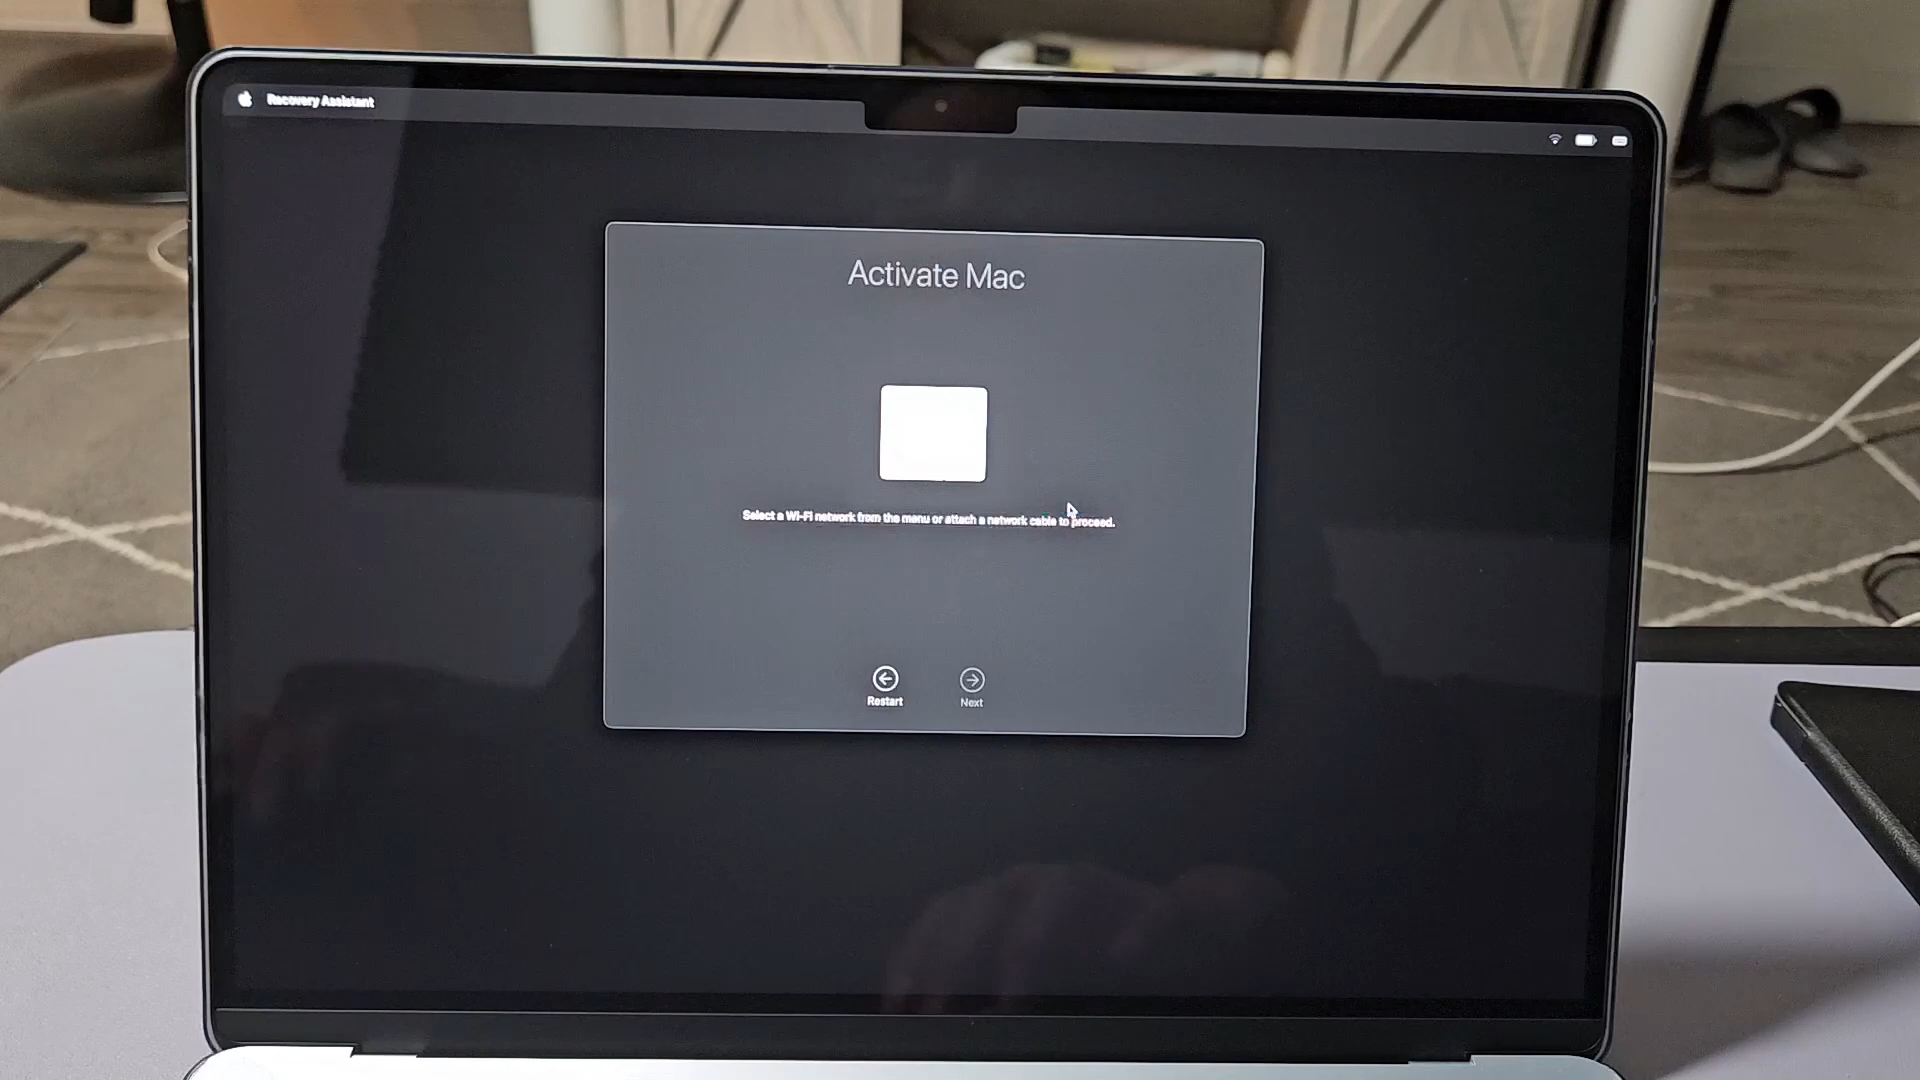 Recovery Assistant
Activate Mac
Select a Wi-Fi network from the menu or attach a network cable to proceed.
Restart
Next